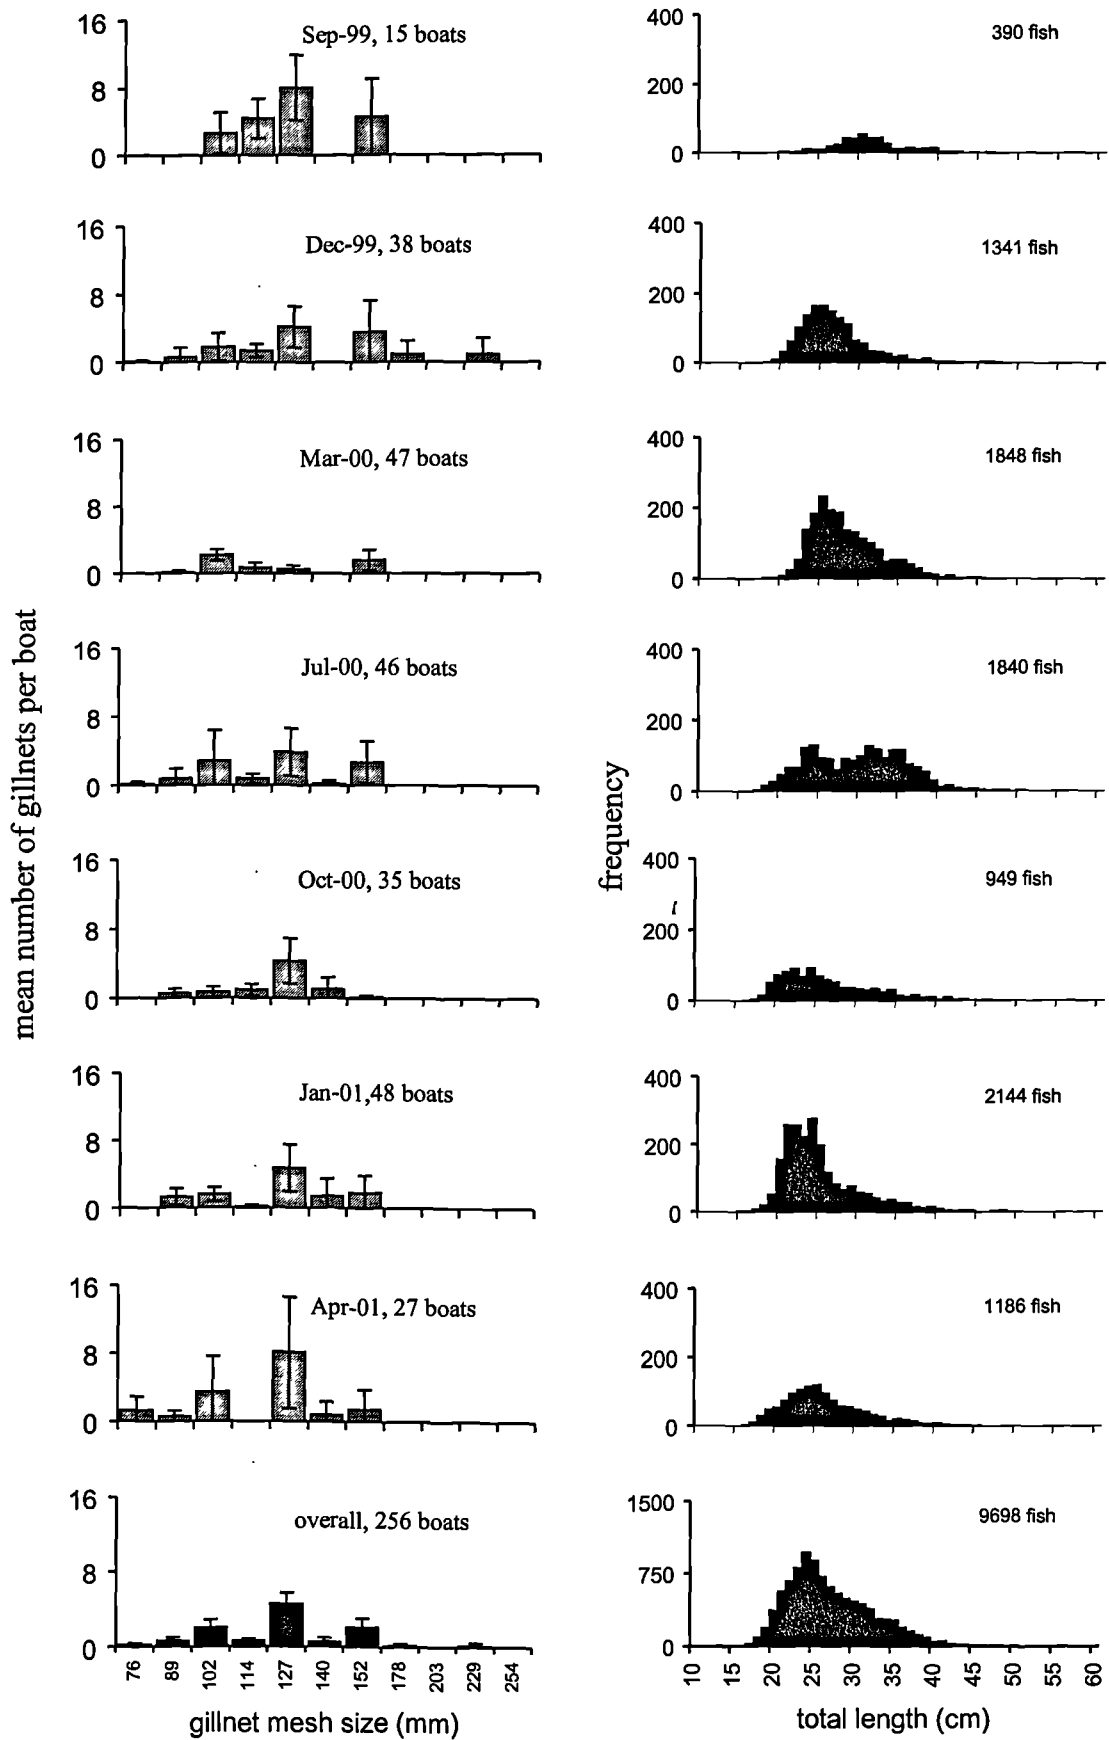 mean number of gillnets per boat
16
8
0
Sep-99, 15 boats
400
200
0
390 fish
16
8
0
Dec-99, 38 boats
400
200
0
1341 fish
16
8
0
Mar-00, 47 boats
400
200
0
1848 fish
16
8
0
Jul-00, 46 boats
frequency
400
200
0
1840 fish
16
8
0
Oct-00, 35 boats
400
200
0
949 fish
16
8
0
Jan-01,48 boats
400
200
0
2144 fish
16
8
0
Apr-01, 27 boats
400
200
0
1186 fish
16
8
0
overall, 256 boats
76 89 102 114 127 140 152 178 203 229 254
gillnet mesh size (mm)
1500
750
0
9698 fish
10 15 20 25 30 35 40 45 50 55 60
total length (cm)